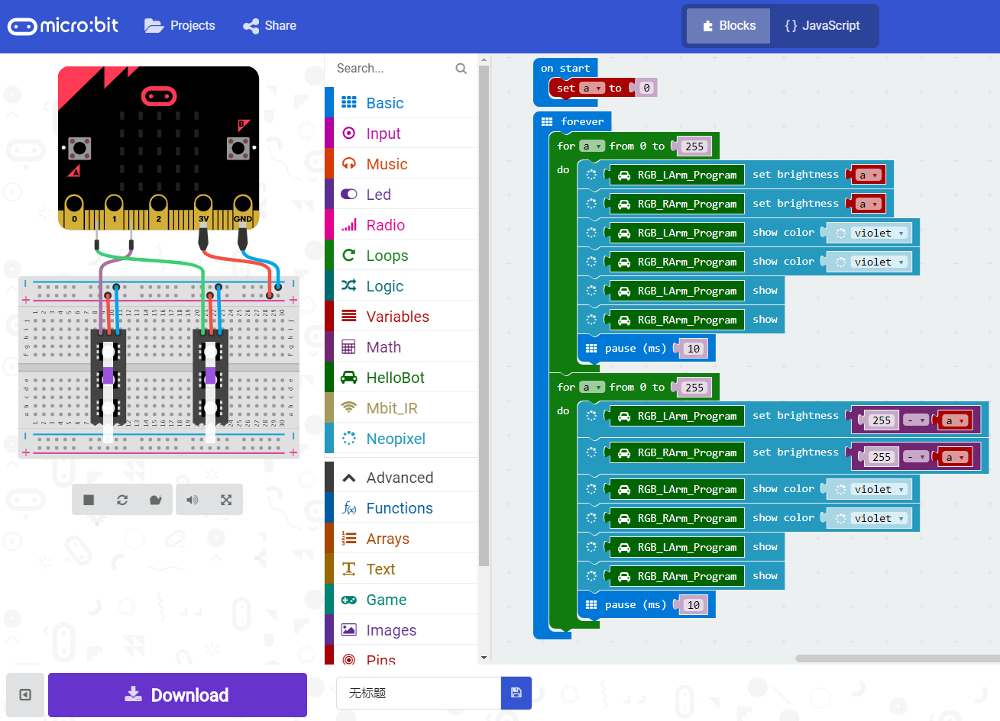 micro:bit
Projects
Share
Blocks
{ } JavaScript
B
A
0 1 2 3V GND
Download
Search...
Basic
Input
Music
Led
Radio
Loops
Logic
Variables
Math
HelloBot
Mbit_IR
Neopixel
Advanced
Functions
Arrays
Text
Game
Images
Pins
无标题
on start
set a to 0
forever
for a from 0 to 255
do
RGB_LArm_Program set brightness a
RGB_RArm_Program set brightness a
RGB_LArm_Program show color violet
RGB_RArm_Program show color violet
RGB_LArm_Program show
RGB_RArm_Program show
pause (ms) 10
for a from 0 to 255
do
RGB_LArm_Program set brightness 255 - a
RGB_RArm_Program set brightness 255 - a
RGB_LArm_Program show color violet
RGB_RArm_Program show color violet
RGB_LArm_Program show
RGB_RArm_Program show
pause (ms) 10